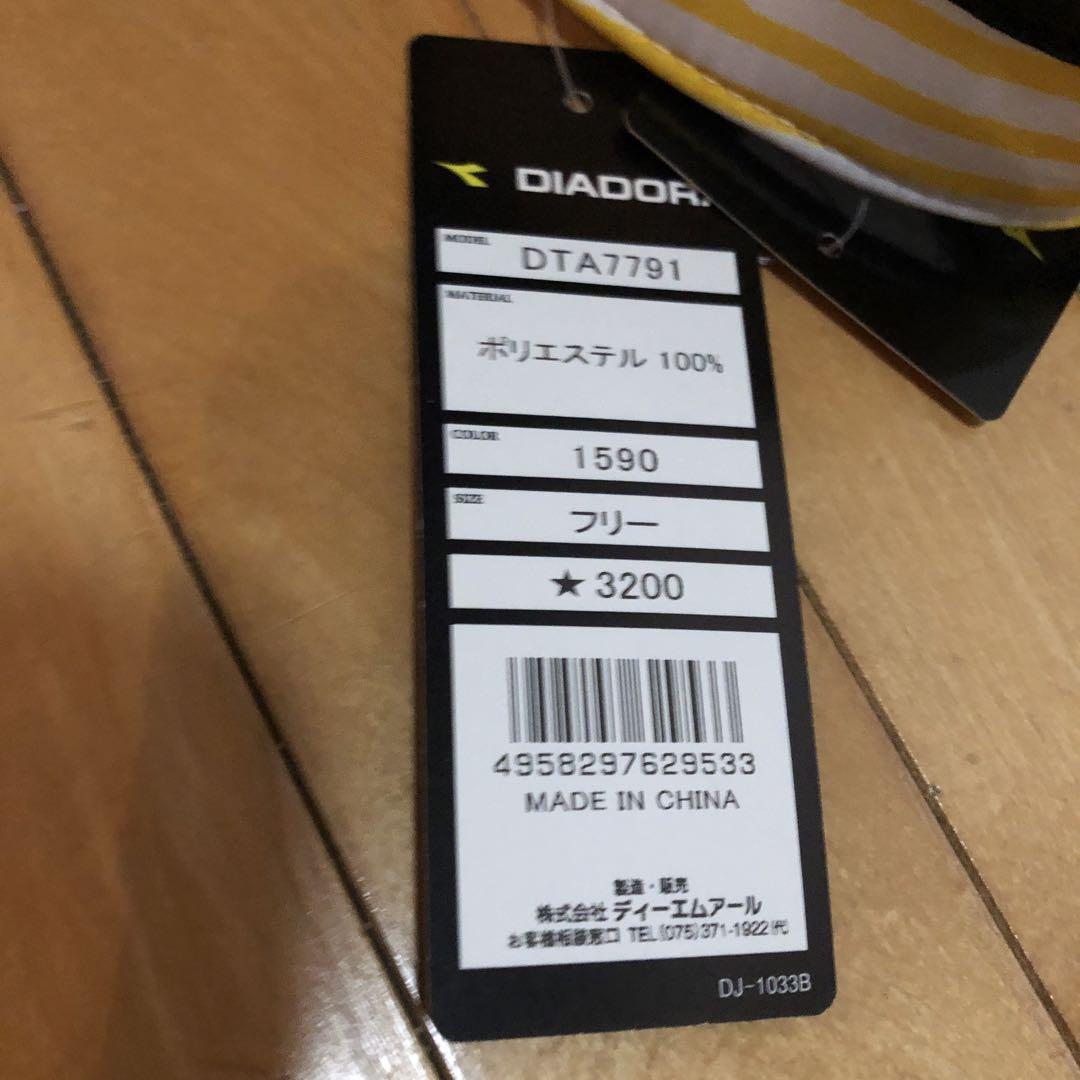 DIADORA
MODEL
DTA7791
MATERIAL
ポリエステル 100%
COLOR
1590
SIZE
フリー
★3200
4958297629533
MADE IN CHINA
製造・販売
株式会社 ディーエムアール
お客様相談窓口 TEL(075)371-1922(代)
DJ-1033B